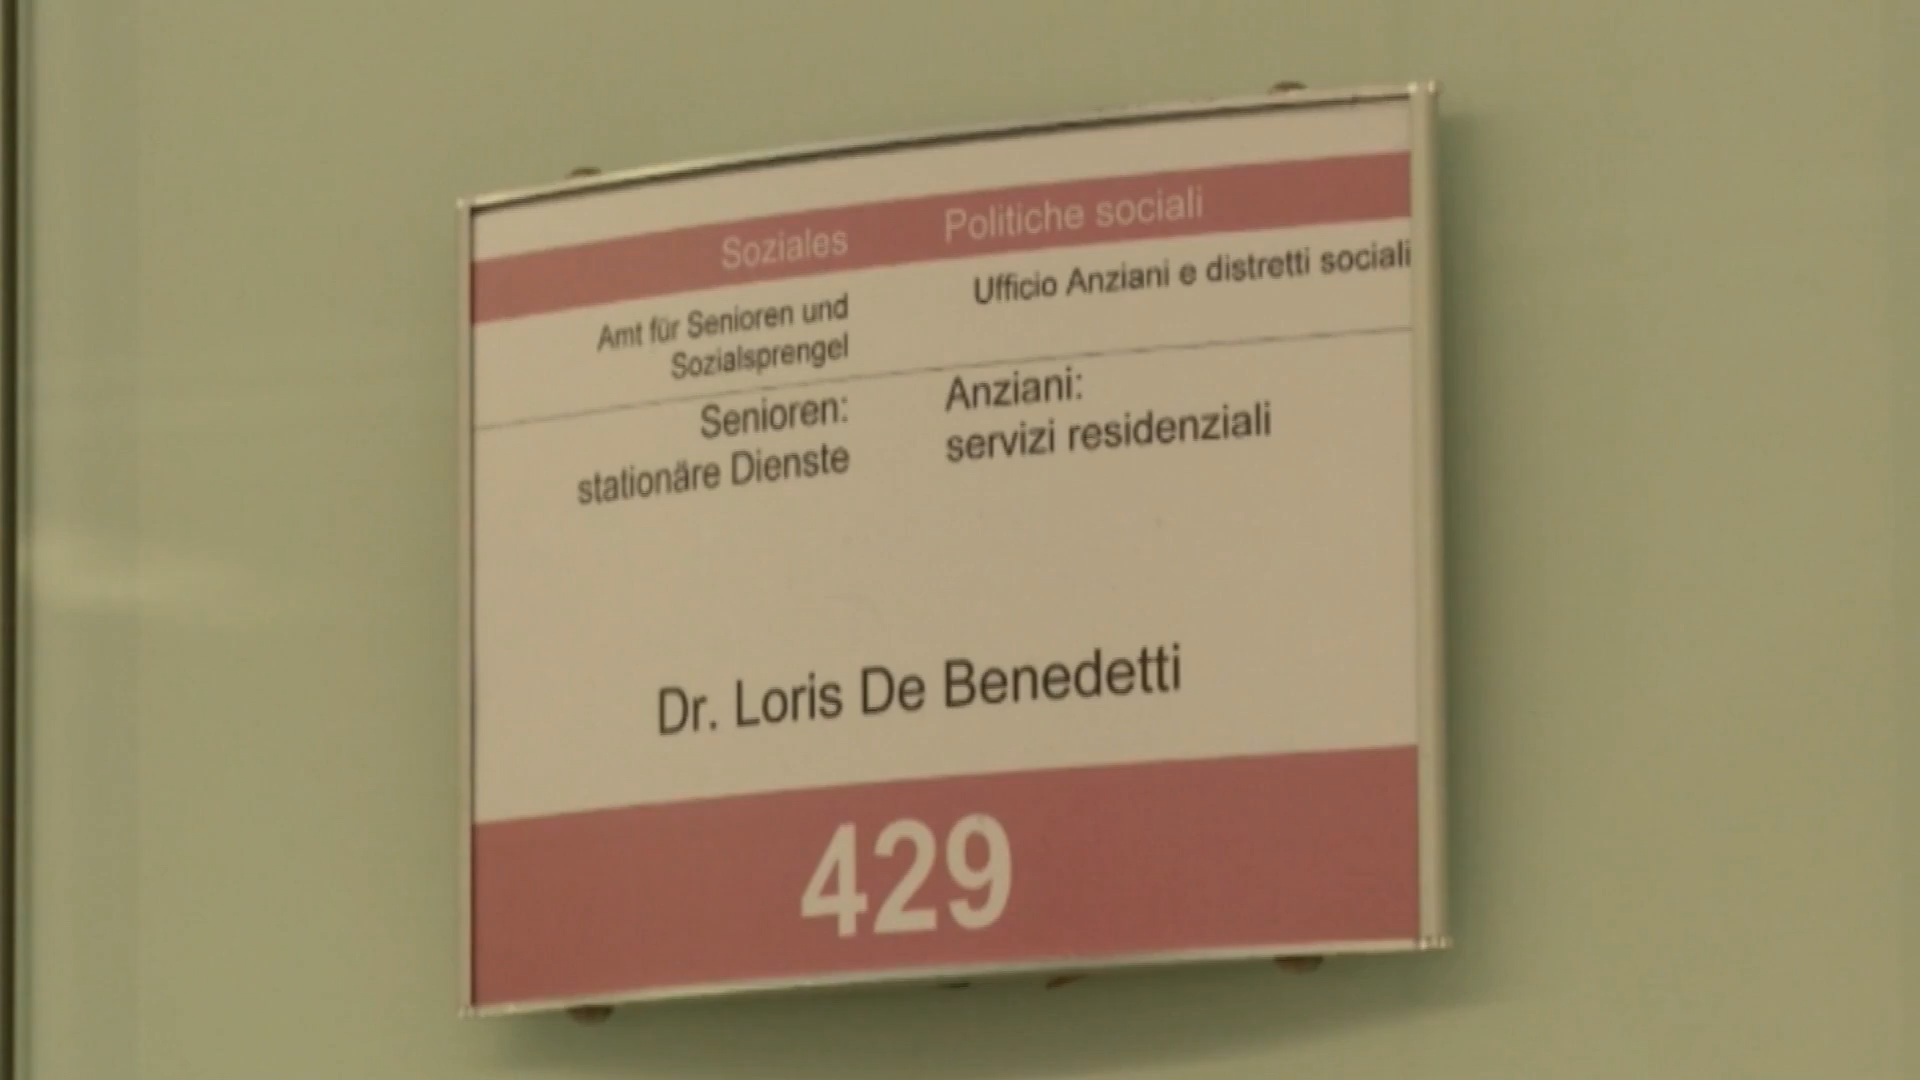 Soziales Politiche sociali
Amt für Senioren und
Sozialsprengel
Ufficio Anziani e distretti sociali
Senioren:
stationäre Dienste
Anziani:
servizi residenziali
Dr. Loris De Benedetti
429